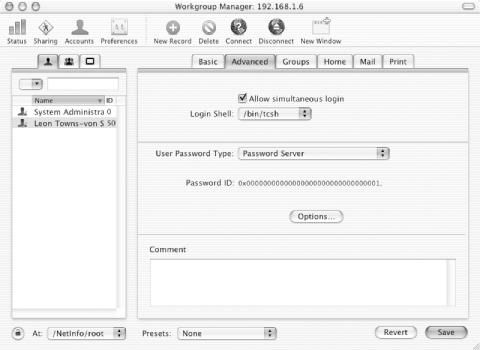 Workgroup Manager: 192.168.1.6
Status Sharing Accounts Preferences New Record Delete Connect Disconnect New Window
Basic Advanced Groups Home Mail Print
Name ID
System Administra 0
Leon Towns-von S 50
Allow simultaneous login
Login Shell: /bin/tcsh
User Password Type: Password Server
Password ID:
Options...
Comment
At: /NetInfo/root
Presets: None
Revert Save